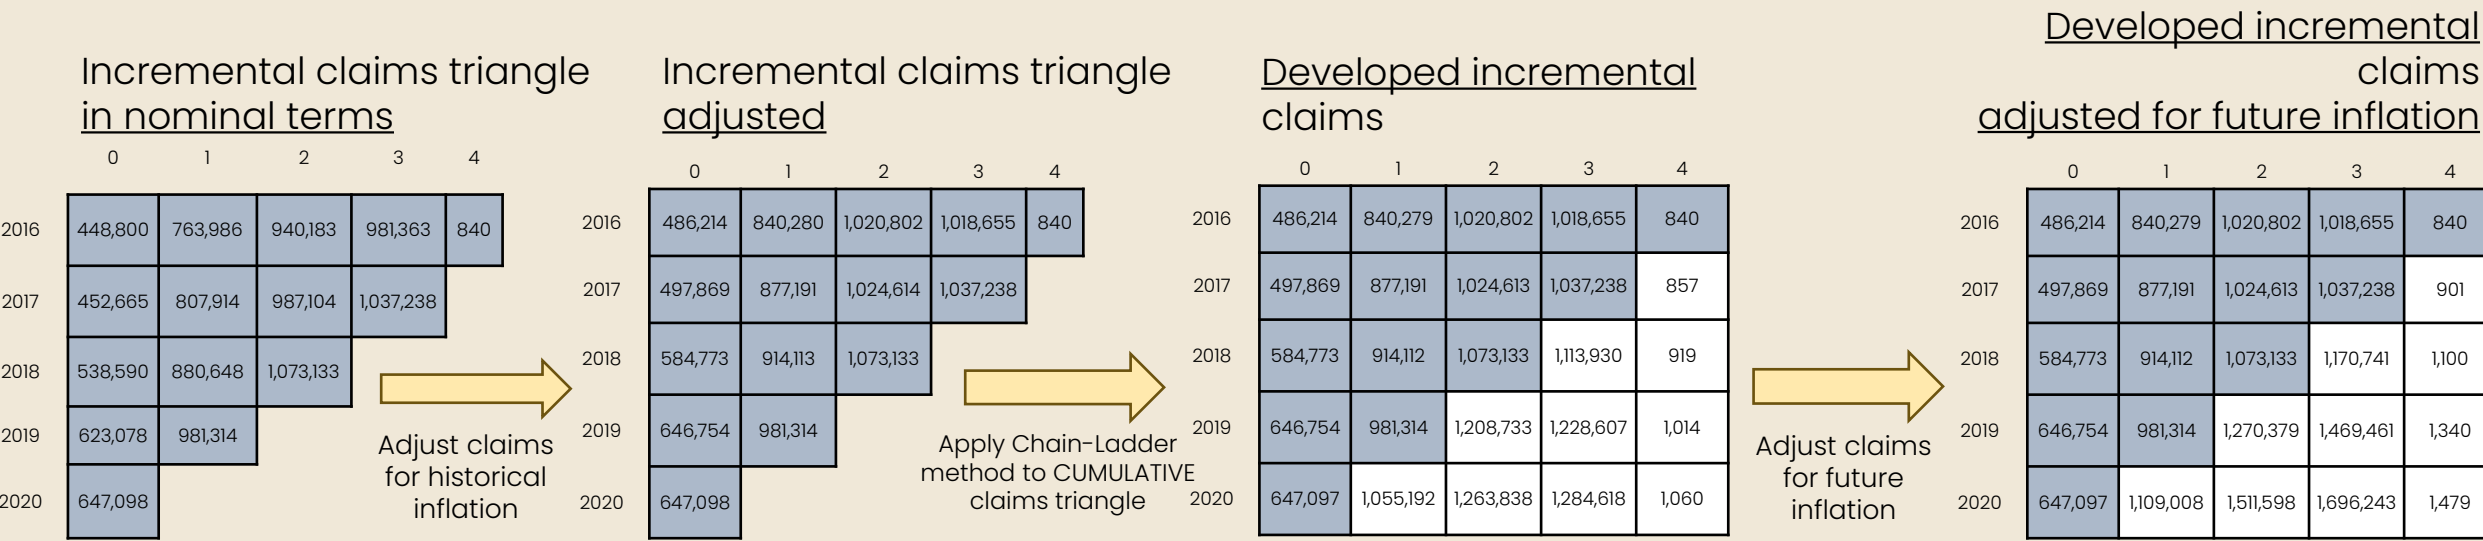 Incremental claims triangle
in nominal terms
0 1 2 3 4
2016 448,800 763,986 940,183 981,363 840
2017 452,665 807,914 987,104 1,037,238
2018 538,590 880,648 1,073,133
2019 623,078 981,314
2020 647,098
Adjust claims
for historical
inflation
Incremental claims triangle
adjusted
0 1 2 3 4
2016 486,214 840,280 1,020,802 1,018,655 840
2017 497,869 877,191 1,024,614 1,037,238
2018 584,773 914,113 1,073,133
2019 646,754 981,314
2020 647,098
Apply Chain-Ladder
method to CUMULATIVE
claims triangle
Developed incremental
claims
0 1 2 3 4
2016 486,214 840,279 1,020,802 1,018,655 840
2017 497,869 877,191 1,024,613 1,037,238 857
2018 584,773 914,112 1,073,133 1,113,930 919
2019 646,754 981,314 1,208,733 1,228,607 1,014
2020 647,097 1,055,192 1,263,838 1,284,618 1,060
Adjust claims
for future
inflation
Developed incremental
claims
adjusted for future inflation
0 1 2 3 4
2016 486,214 840,279 1,020,802 1,018,655 840
2017 497,869 877,191 1,024,613 1,037,238 901
2018 584,773 914,112 1,073,133 1,170,741 1,100
2019 646,754 981,314 1,270,379 1,469,461 1,340
2020 647,097 1,109,008 1,511,598 1,696,243 1,479